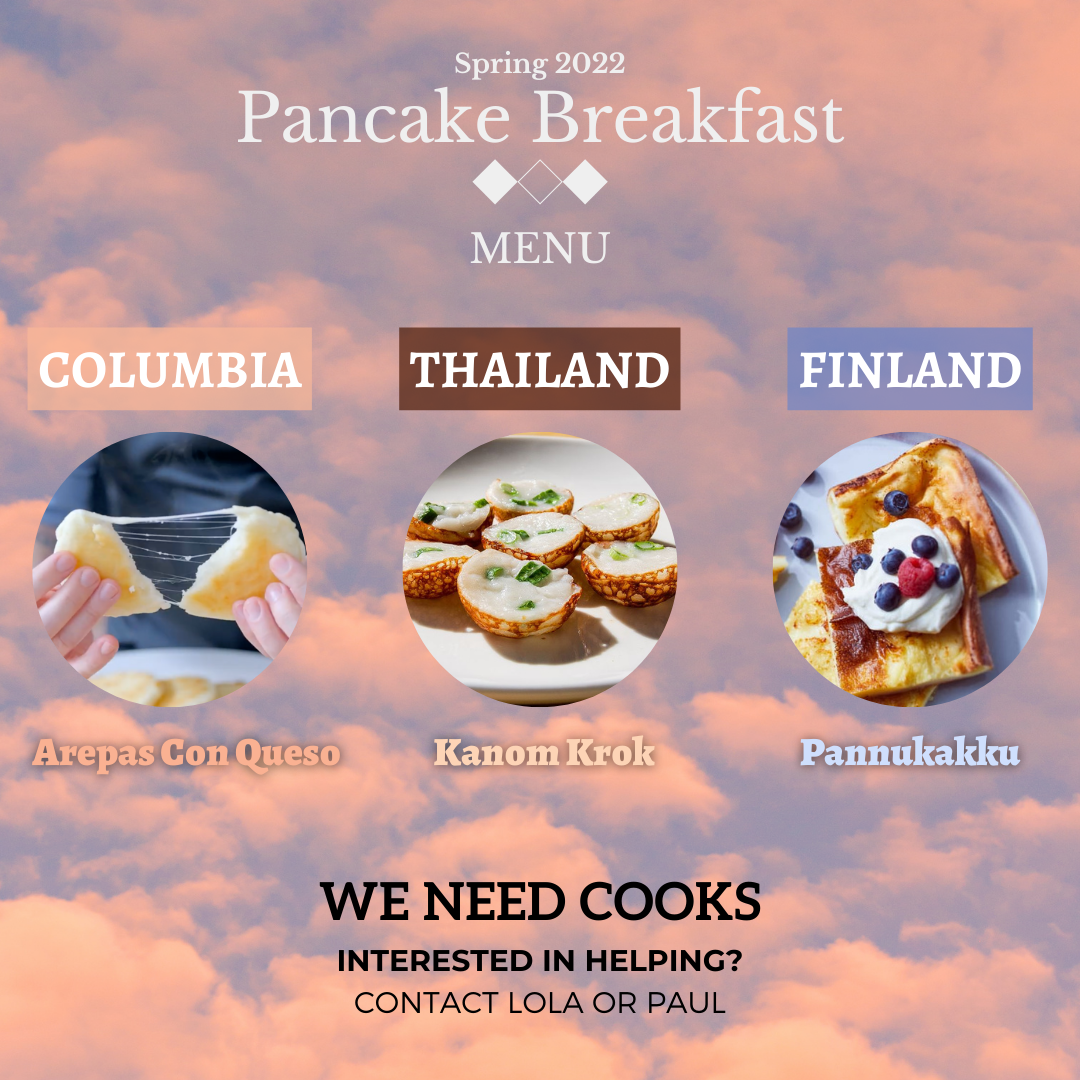 Spring 2022
Pancake Breakfast
MENU
COLUMBIA
THAILAND
FINLAND
Arepas Con Queso
Kanom Krok
Pannukakku
WE NEED COOKS
INTERESTED IN HELPING?
CONTACT LOLA OR PAUL